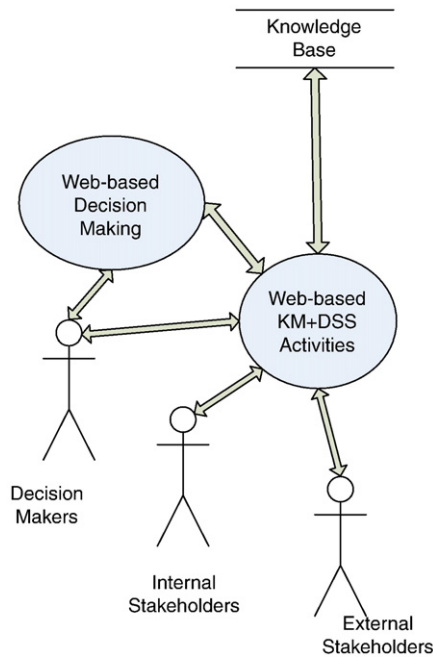 Knowledge
Base
Web-based
Decision
Making
Web-based
KM+DSS
Activities
Decision
Makers
Internal
Stakeholders
External
Stakeholders